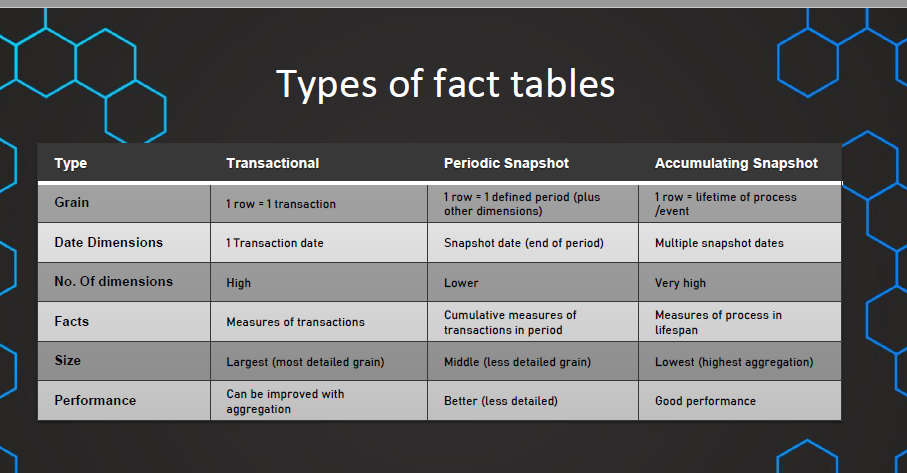 Types of fact tables
Type Transactional Periodic Snapshot Accumulating Snapshot
Grain 1 row = 1 transaction 1 row = 1 defined period (plus other dimensions) 1 row = lifetime of process /event
Date Dimensions 1 Transaction date Snapshot date (end of period) Multiple snapshot dates
No. Of dimensions High Lower Very high
Facts Measures of transactions Cumulative measures of transactions in period Measures of process in lifespan
Size Largest (most detailed grain) Middle (less detailed grain) Lowest (highest aggregation)
Performance Can be improved with aggregation Better (less detailed) Good performance